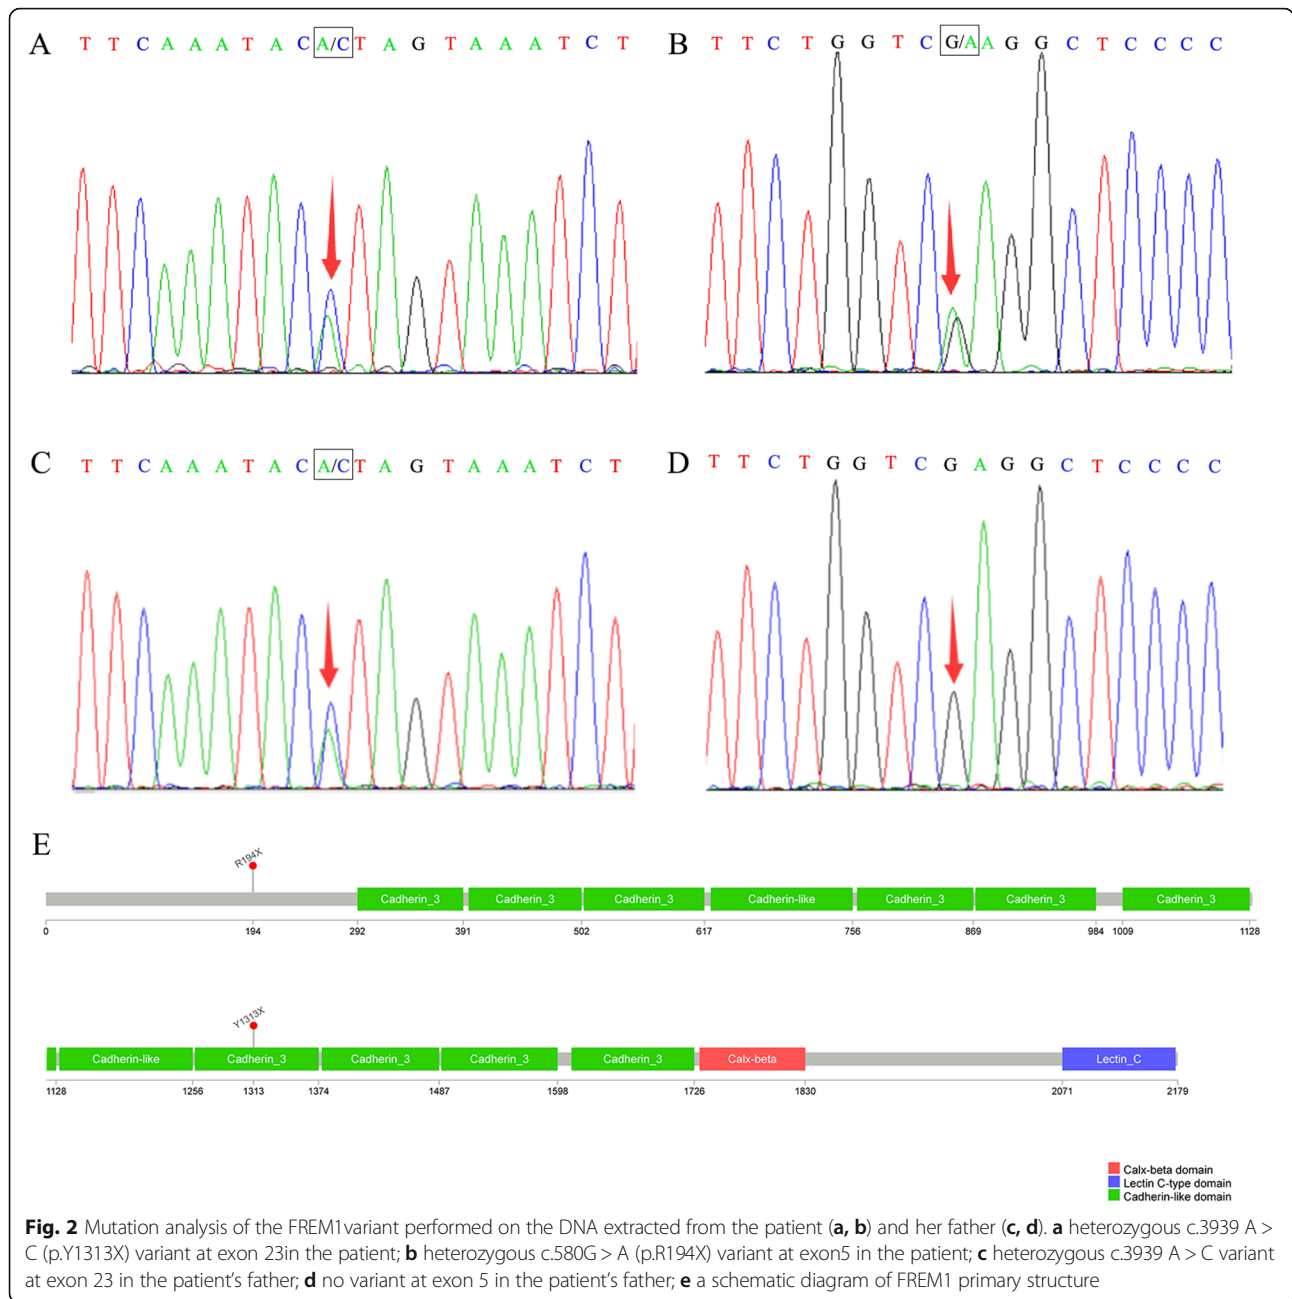 A T T C A A A T A C A/C T A G T A A A T C T
B T T C T G G T C G/A A G G C T C C C C
C T T C A A A T A C A/C T A G T A A A T C T
D T T C T G G T C G A G G C T C C C C
E
R194X
Cadherin_3 Cadherin_3 Cadherin_3 Cadherin-like Cadherin_3 Cadherin_3 Cadherin_3
0 194 292 391 502 617 756 869 984 1009 1128
Y1313X
Cadherin-like Cadherin_3 Cadherin_3 Cadherin_3 Cadherin_3 Calx-beta Lectin_C
1128 1256 1313 1374 1487 1598 1726 1830 2071 2179
Calx-beta domain
Lectin C-type domain
Cadherin-like domain
Fig. 2 Mutation analysis of the FREM1variant performed on the DNA extracted from the patient (a, b) and her father (c, d). a heterozygous c.3939 A >
C (p.Y1313X) variant at exon 23in the patient; b heterozygous c.580G > A (p.R194X) variant at exon5 in the patient; c heterozygous c.3939 A > C variant
at exon 23 in the patient's father; d no variant at exon 5 in the patient's father; e a schematic diagram of FREM1 primary structure